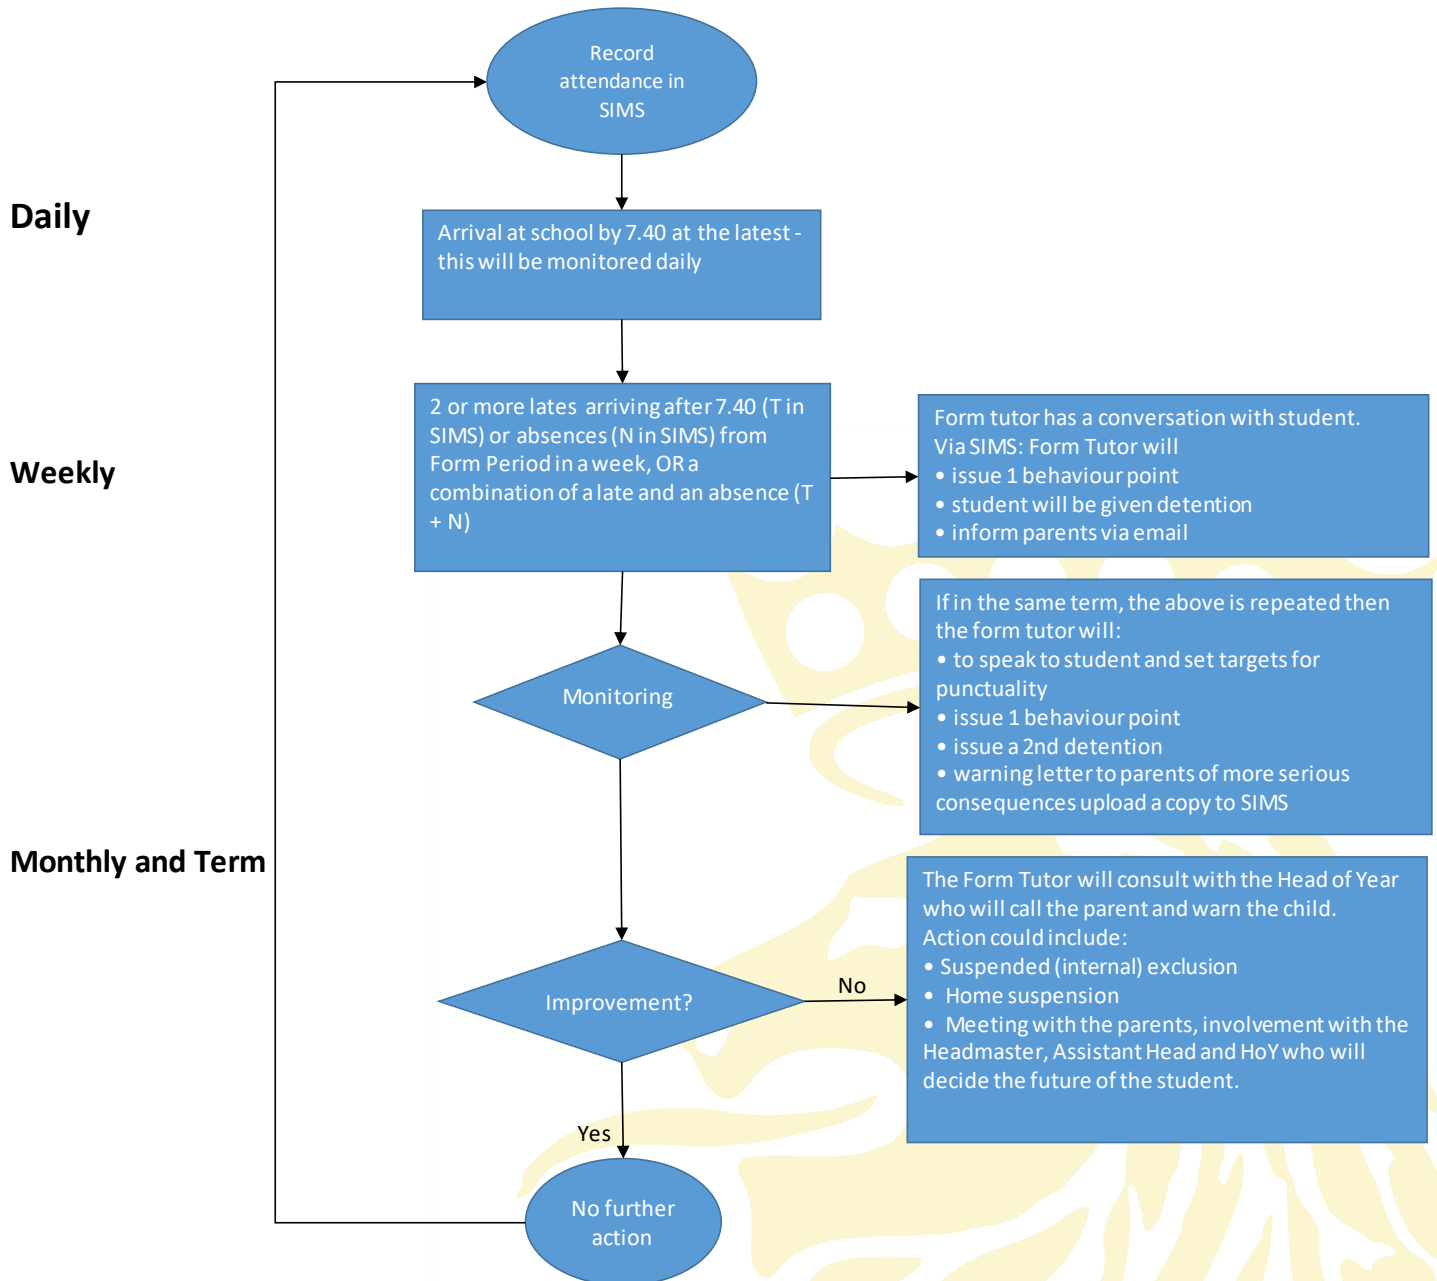 Record
attendance in
SIMS
Daily
Arrival at school by 7.40 at the latest -
this will be monitored daily
Weekly
2 or more lates arriving after 7.40 (T in
SIMS) or absences (N in SIMS) from
Form Period in a week, OR a
combination of a late and an absence (T
+ N)
Form tutor has a conversation with student.
Via SIMS: Form Tutor will
• issue 1 behaviour point
• student will be given detention
• inform parents via email
Monitoring
If in the same term, the above is repeated then
the form tutor will:
• to speak to student and set targets for
punctuality
• issue 1 behaviour point
• issue a 2nd detention
• warning letter to parents of more serious
consequences upload a copy to SIMS
Monthly and Term
Improvement?
No
The Form Tutor will consult with the Head of Year
who will call the parent and warn the child.
Action could include:
• Suspended (internal) exclusion
• Home suspension
• Meeting with the parents, involvement with the
Headmaster, Assistant Head and HoY who will
decide the future of the student.
Yes
No further
action